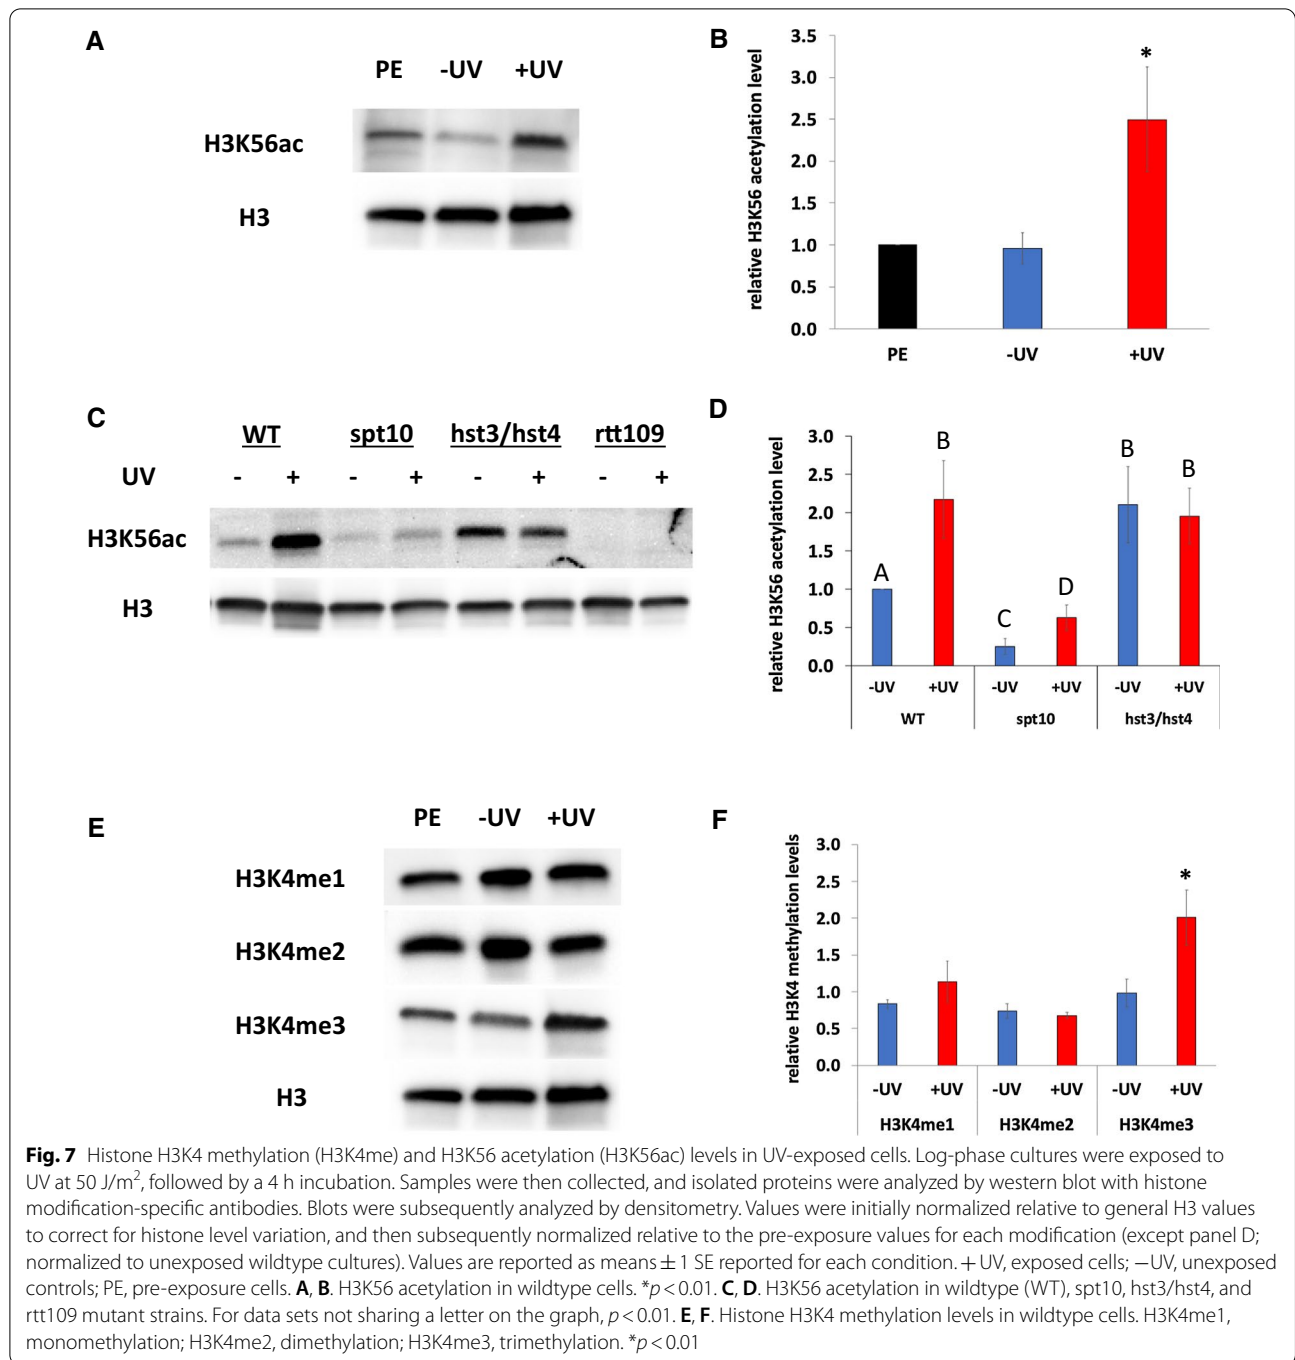 A
PE -UV +UV
H3K56ac
H3
B
relative H3K56 acetylation level
3.5
3.0
2.5
2.0
1.5
1.0
0.5
0.0
*
PE -UV +UV
C
WT spt10 hst3/hst4 rtt109
UV - + - + - + - +
H3K56ac
H3
D
relative H3K56 acetylation level
3.0
2.5
2.0
1.5
1.0
0.5
0.0
A B C D B B
-UV +UV -UV +UV -UV +UV
WT spt10 hst3/hst4
E
PE -UV +UV
H3K4me1
H3K4me2
H3K4me3
H3
F
relative H3K4 methylation levels
3.0
2.5
2.0
1.5
1.0
0.5
0.0
*
-UV +UV -UV +UV -UV +UV
H3K4me1 H3K4me2 H3K4me3
Fig. 7 Histone H3K4 methylation (H3K4me) and H3K56 acetylation (H3K56ac) levels in UV-exposed cells. Log-phase cultures were exposed to
UV at 50 J/m², followed by a 4 h incubation. Samples were then collected, and isolated proteins were analyzed by western blot with histone
modification-specific antibodies. Blots were subsequently analyzed by densitometry. Values were initially normalized relative to general H3 values
to correct for histone level variation, and then subsequently normalized relative to the pre-exposure values for each modification (except panel D;
normalized to unexposed wildtype cultures). Values are reported as means ± 1 SE reported for each condition. + UV, exposed cells; −UV, unexposed
controls; PE, pre-exposure cells. A, B. H3K56 acetylation in wildtype cells. *p < 0.01. C, D. H3K56 acetylation in wildtype (WT), spt10, hst3/hst4, and
rtt109 mutant strains. For data sets not sharing a letter on the graph, p < 0.01. E, F. Histone H3K4 methylation levels in wildtype cells. H3K4me1,
monomethylation; H3K4me2, dimethylation; H3K4me3, trimethylation. *p < 0.01